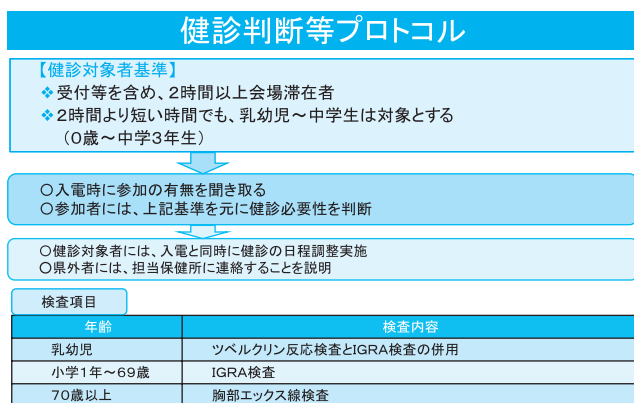 健診判断等プロトコル
【健診対象者基準】
❖受付等を含め、2時間以上会場滞在者
❖2時間より短い時間でも、乳幼児～中学生は対象とする
（0歳～中学3年生）
○入電時に参加の有無を聞き取る
○参加者には、上記基準を元に健診必要性を判断
○健診対象者には、入電と同時に健診の日程調整実施
○県外者には、担当保健所に連絡することを説明
検査項目
年齢 検査内容
乳幼児 ツベルクリン反応検査とIGRA検査の併用
小学1年～69歳 IGRA検査
70歳以上 胸部エックス線検査